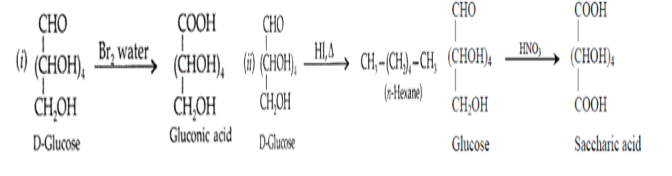 (i) CHO
(CHOH)₄
CH₂OH
D-Glucose
Br₂ water
COOH
(CHOH)₄
CH₂OH
Gluconic acid
(ii) CHO
(CHOH)₄
CH₂OH
D-Glucose
HI,Δ
CH₃-(CH₂)₄-CH₃
(n-Hexane)
CHO
(CHOH)₄
CH₂OH
Glucose
HNO₃
COOH
(CHOH)₄
COOH
Saccharic acid